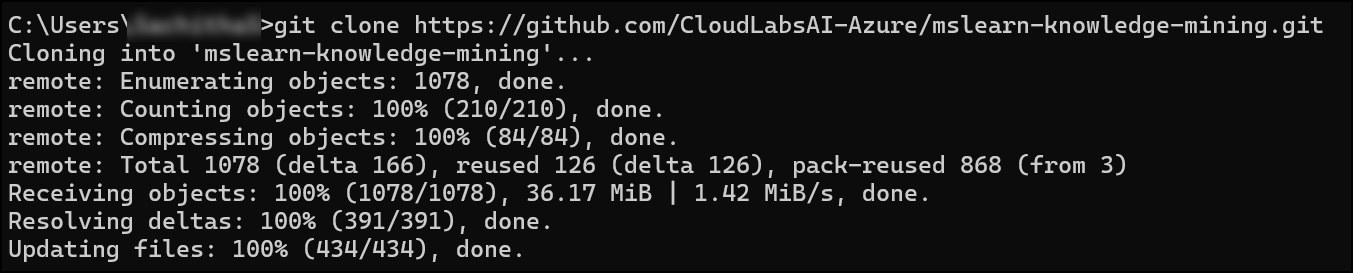 C:\Users\>git clone https://github.com/CloudLabsAI-Azure/mslearn-knowledge-mining.git
Cloning into 'mslearn-knowledge-mining'...
remote: Enumerating objects: 1078, done.
remote: Counting objects: 100% (210/210), done.
remote: Compressing objects: 100% (84/84), done.
remote: Total 1078 (delta 166), reused 126 (delta 126), pack-reused 868 (from 3)
Receiving objects: 100% (1078/1078), 36.17 MiB | 1.42 MiB/s, done.
Resolving deltas: 100% (391/391), done.
Updating files: 100% (434/434), done.